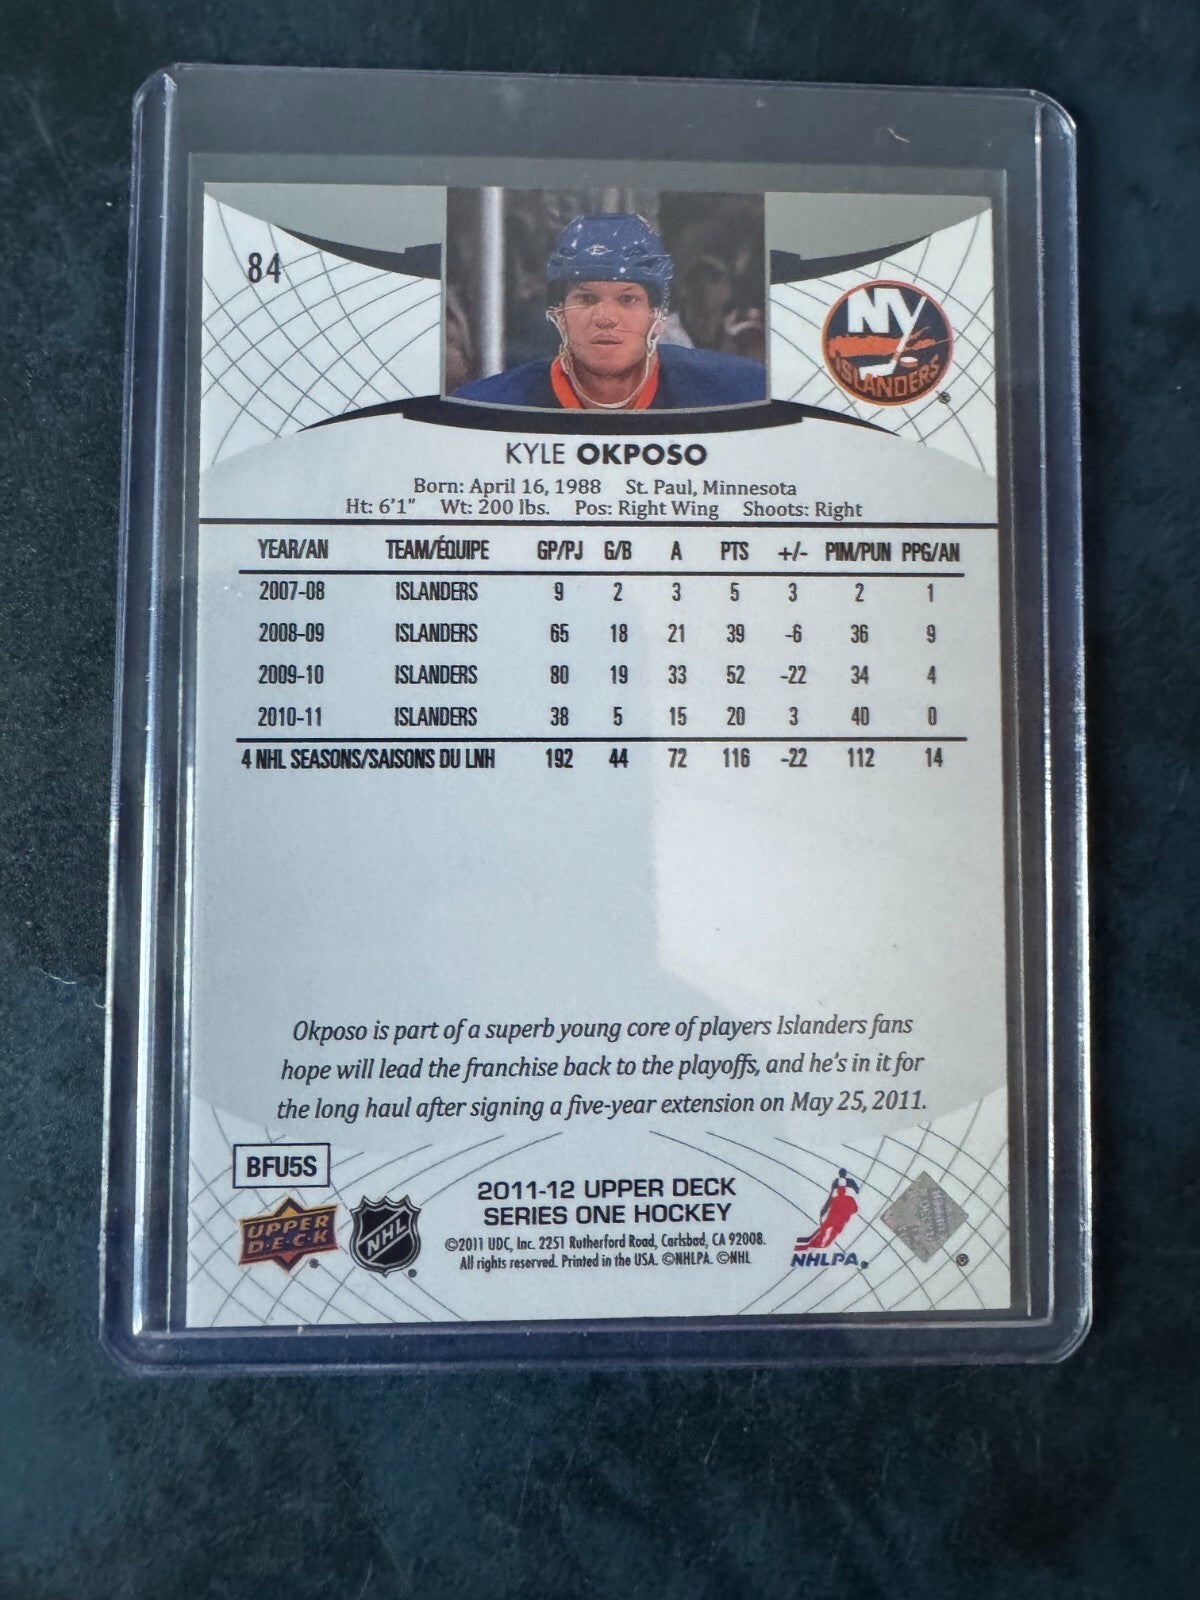 84
NY
ISLANDERS
KYLE OKPOSO
Born: April 16, 1988 St. Paul, Minnesota
Ht: 6'1" Wt: 200 lbs. Pos: Right Wing Shoots: Right
YEAR/AN TEAM/ÉQUIPE GP/PJ G/B A PTS +/- PIM/PUN PPG/AN
2007-08 ISLANDERS 9 2 3 5 3 2 1
2008-09 ISLANDERS 65 18 21 39 -6 36 9
2009-10 ISLANDERS 80 19 33 52 -22 34 4
2010-11 ISLANDERS 38 5 15 20 3 40 0
4 NHL SEASONS/SAISONS DU LNH 192 44 72 116 -22 112 14
Okposo is part of a superb young core of players Islanders fans
hope will lead the franchise back to the playoffs, and he's in it for
the long haul after signing a five-year extension on May 25, 2011.
BFU5S
UPPER
DECK
NHL
2011-12 UPPER DECK
SERIES ONE HOCKEY
©2011 UDC, Inc. 2251 Rutherford Road, Carlsbad, CA 92008.
All rights reserved. Printed in the USA. ©NHLPA. ©NHL
NHLPA®